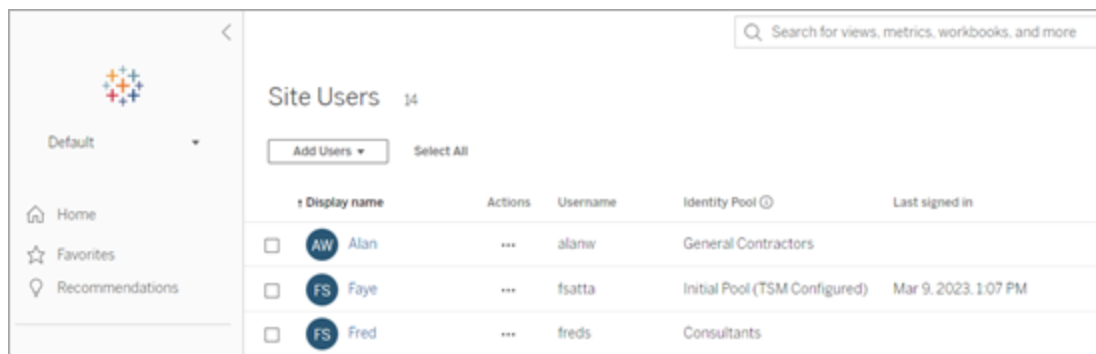 Search for views, metrics, workbooks, and more
Default
Home
Favorites
Recommendations
Site Users 14
Add Users Select All
Display name Actions Username Identity Pool Last signed in
AW Alan ... alanw General Contractors
FS Faye ... fsatta Initial Pool (TSM Configured) Mar 9, 2023, 1:07 PM
FS Fred ... freds Consultants